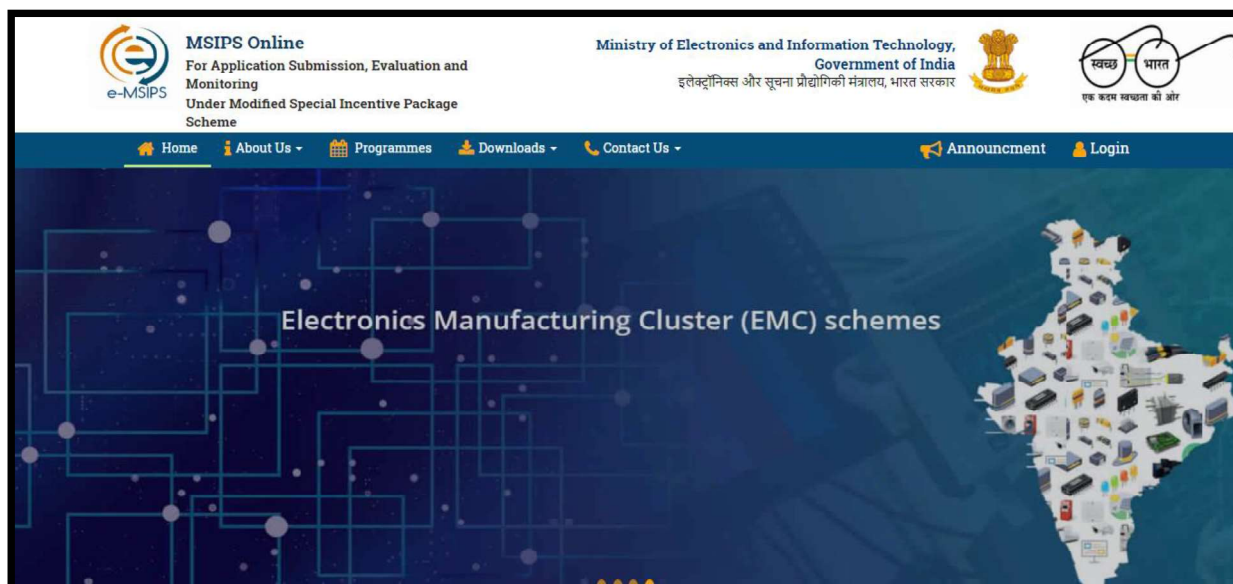 e-MSIPS
MSIPS Online
For Application Submission, Evaluation and
Monitoring
Under Modified Special Incentive Package
Scheme
Ministry of Electronics and Information Technology,
Government of India
इलेक्ट्रॉनिक्स और सूचना प्रौद्योगिकी मंत्रालय, भारत सरकार
स्वच्छ भारत
एक कदम स्वच्छता की ओर
Home About Us Programmes Downloads Contact Us Announcment Login
Electronics Manufacturing Cluster (EMC) schemes